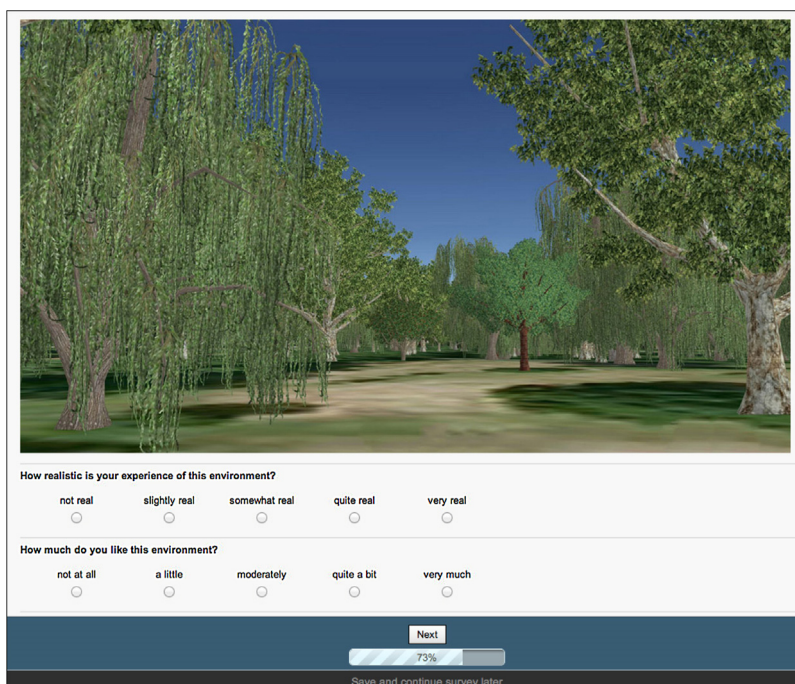 How realistic is your experience of this environment?
not real slightly real somewhat real quite real very real
How much do you like this environment?
not at all a little moderately quite a bit very much
Next
73%
Save and continue survey later